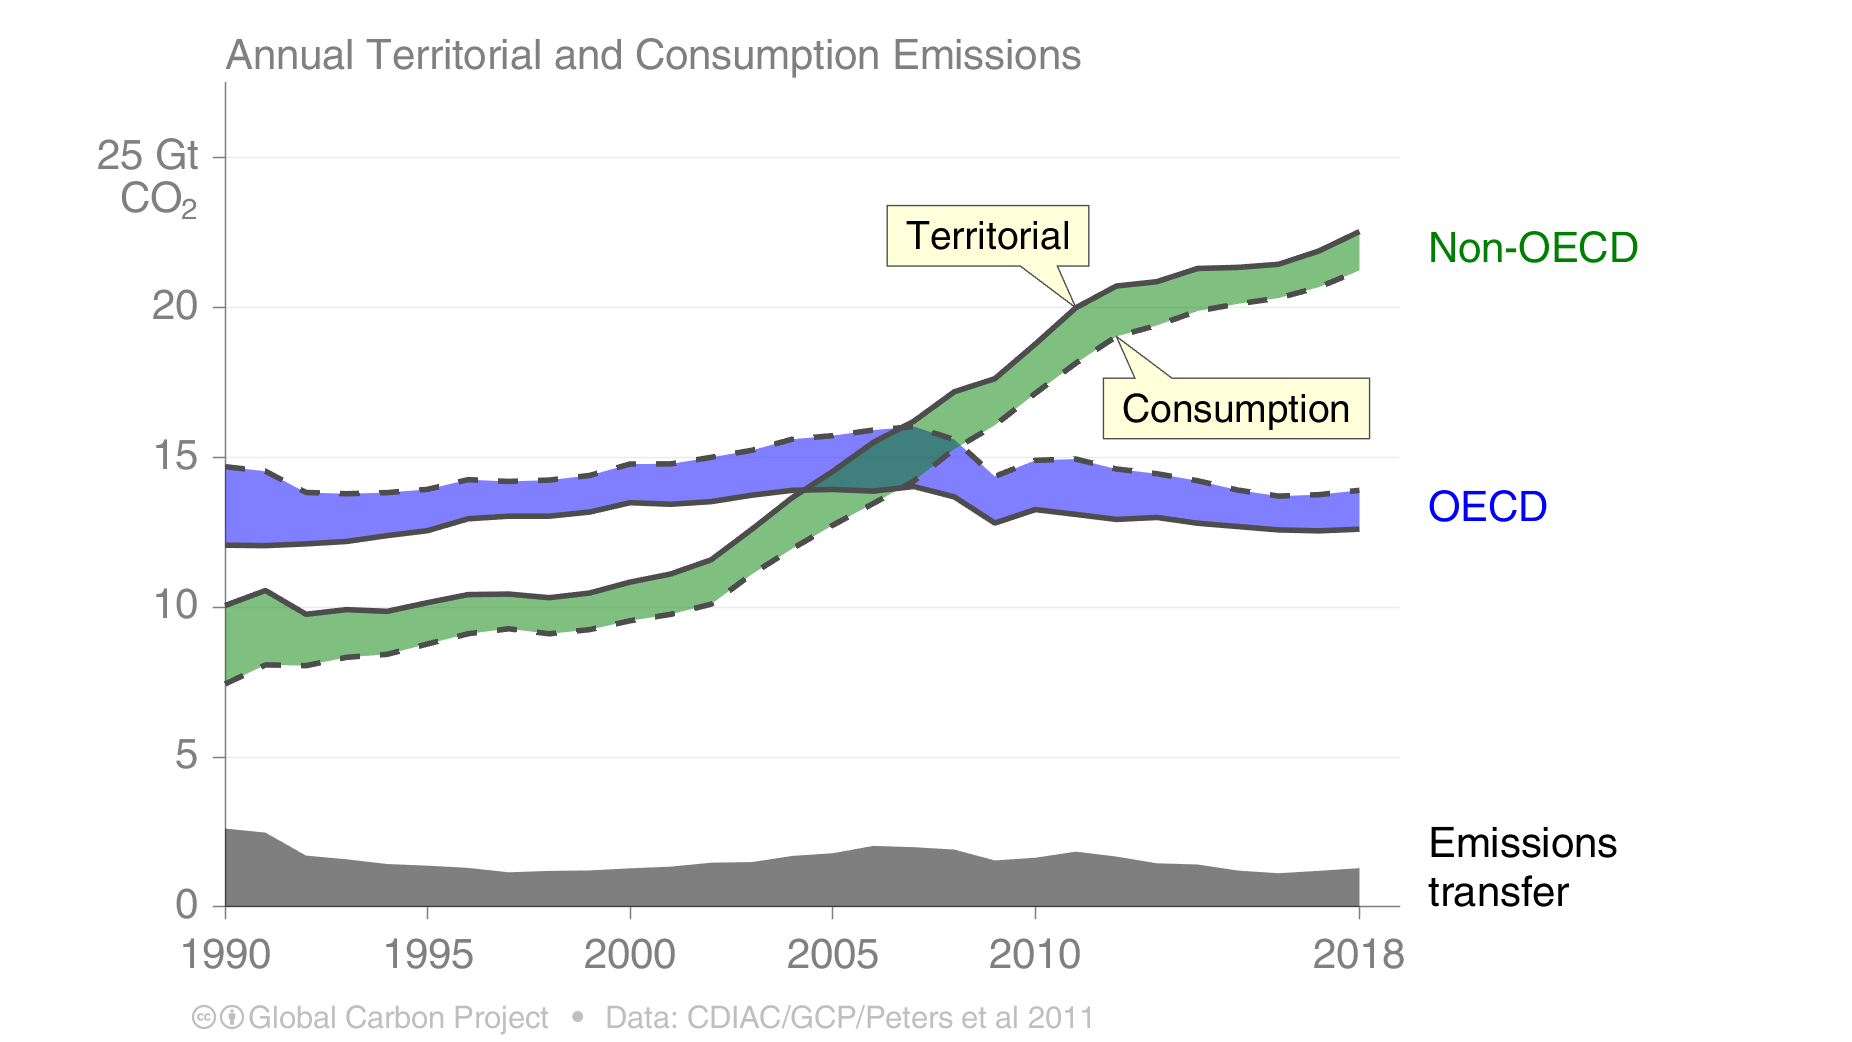 Annual Territorial and Consumption Emissions
25 Gt
CO₂
20
15
10
5
0
Territorial
Consumption
Non-OECD
OECD
Emissions
transfer
1990 1995 2000 2005 2010 2018
cc Global Carbon Project • Data: CDIAC/GCP/Peters et al 2011